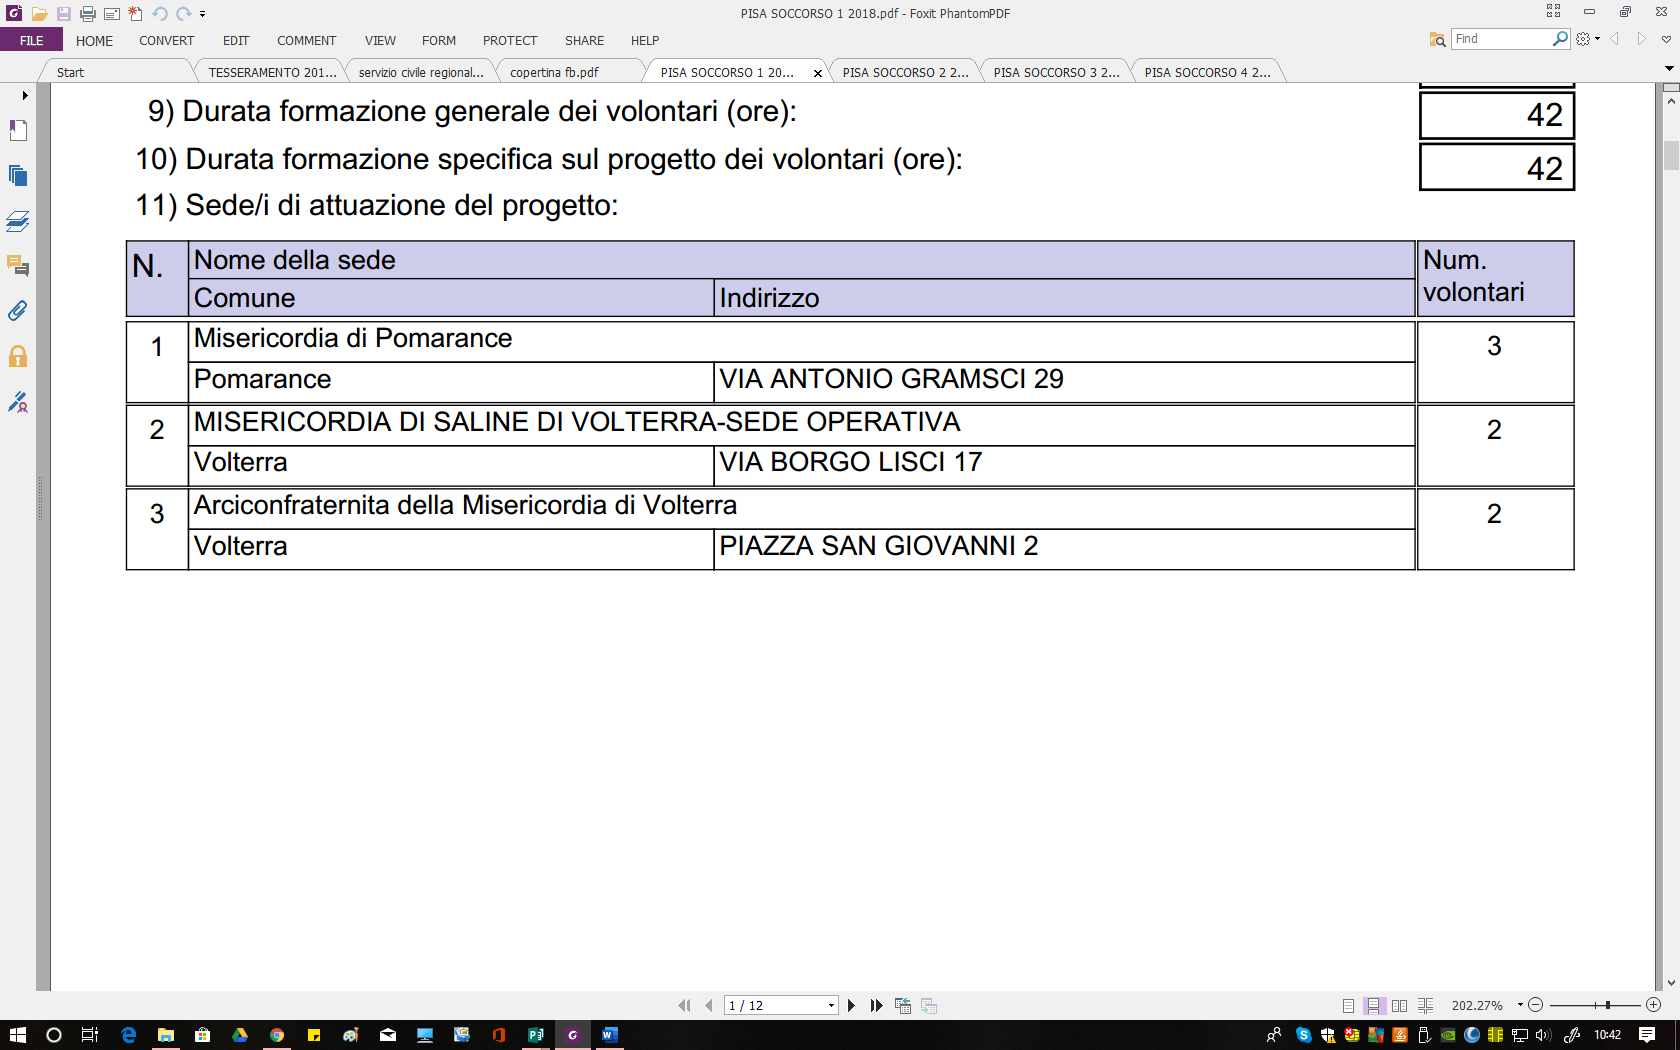 PISA SOCCORSO 1 2018.pdf - Foxit PhantomPDF
FILE HOME CONVERT EDIT COMMENT VIEW FORM PROTECT SHARE HELP
Find
Start TESSERAMENTO 201... servizio civile regional... copertina fb.pdf PISA SOCCORSO 1 20... PISA SOCCORSO 2 2... PISA SOCCORSO 3 2... PISA SOCCORSO 4 2...
9) Durata formazione generale dei volontari (ore): 42
10) Durata formazione specifica sul progetto dei volontari (ore): 42
11) Sede/i di attuazione del progetto:
N. Nome della sede Num. volontari
Comune Indirizzo
1 Misericordia di Pomarance 3
Pomarance VIA ANTONIO GRAMSCI 29
2 MISERICORDIA DI SALINE DI VOLTERRA-SEDE OPERATIVA 2
Volterra VIA BORGO LISCI 17
3 Arciconfraternita della Misericordia di Volterra 2
Volterra PIAZZA SAN GIOVANNI 2
1 / 12 202.27%
10:42